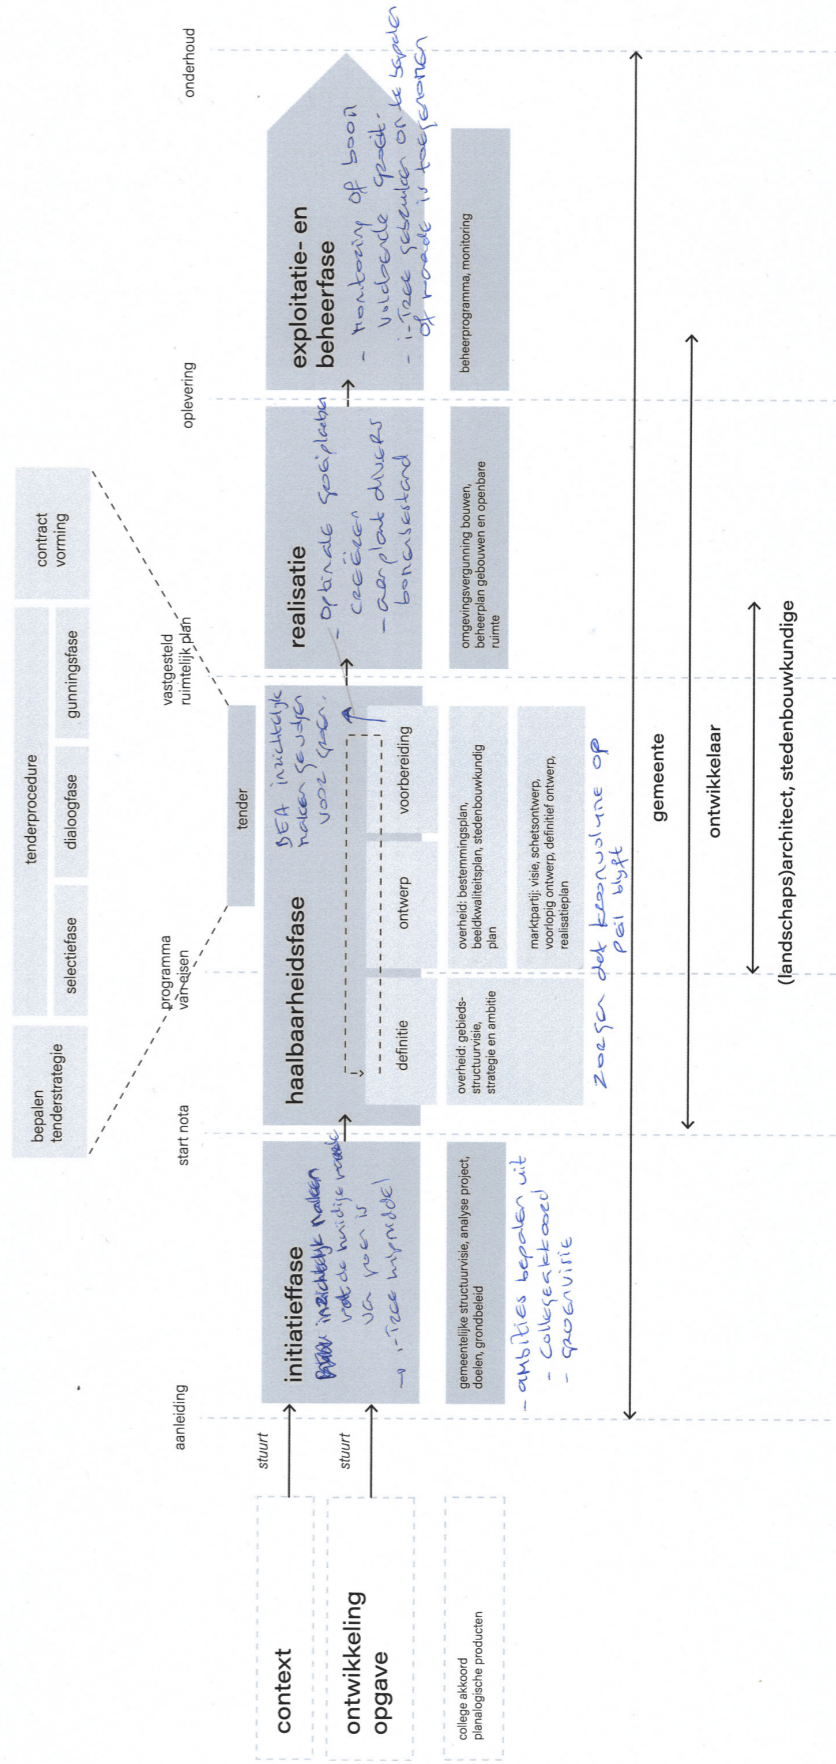 bepalen
tenderstrategie
tenderprocedure
selectiefase
dialoogfase
gunningsfase
contract
vorming
aanleiding
start nota
programma
van eisen
vastgesteld
ruimtelijk plan
oplevering
onderhoud
tender
context
ontwikkeling
opgave
college akkoord
planalogische producten
stuurt
stuurt
initiatieffase
inzichtelijk maken
wat de huidige waarde
van groen is
→ i-Tree hulpmiddel
gemeentelijke structuurvisie, analyse project,
doelen, grondbeleid
- ambities bepalen uit
- collegeakkoord
- groenvisie
haalbaarheidsfase
BEA inzichtelijk
maken gevolgen
voor groen.
definitie
ontwerp
voorbereiding
overheid: gebieds-
structuurvisie,
strategie en ambitie
overheid: bestemmingsplan,
beeldkwaliteitsplan, stedenbouwkundig
plan
marktpartij: visie, schetsontwerp,
voorlopig ontwerp, definitief ontwerp,
realisatieplan
zorgen dat kroonvolume op
peil blijft
realisatie
- optimale groeiplaatsen
creëeren
- aanplant divers
bomenbestand
omgevingsvergunning bouwen,
beheerplan gebouwen en openbare
ruimte
exploitatie- en
beheerfase
- monitoring of boom
voldoende groeit.
- i-Tree gebruiken om te bepalen
of waarde is toegenomen
beheerprogramma, monitoring
gemeente
ontwikkelaar
(landschaps)architect, stedenbouwkundige